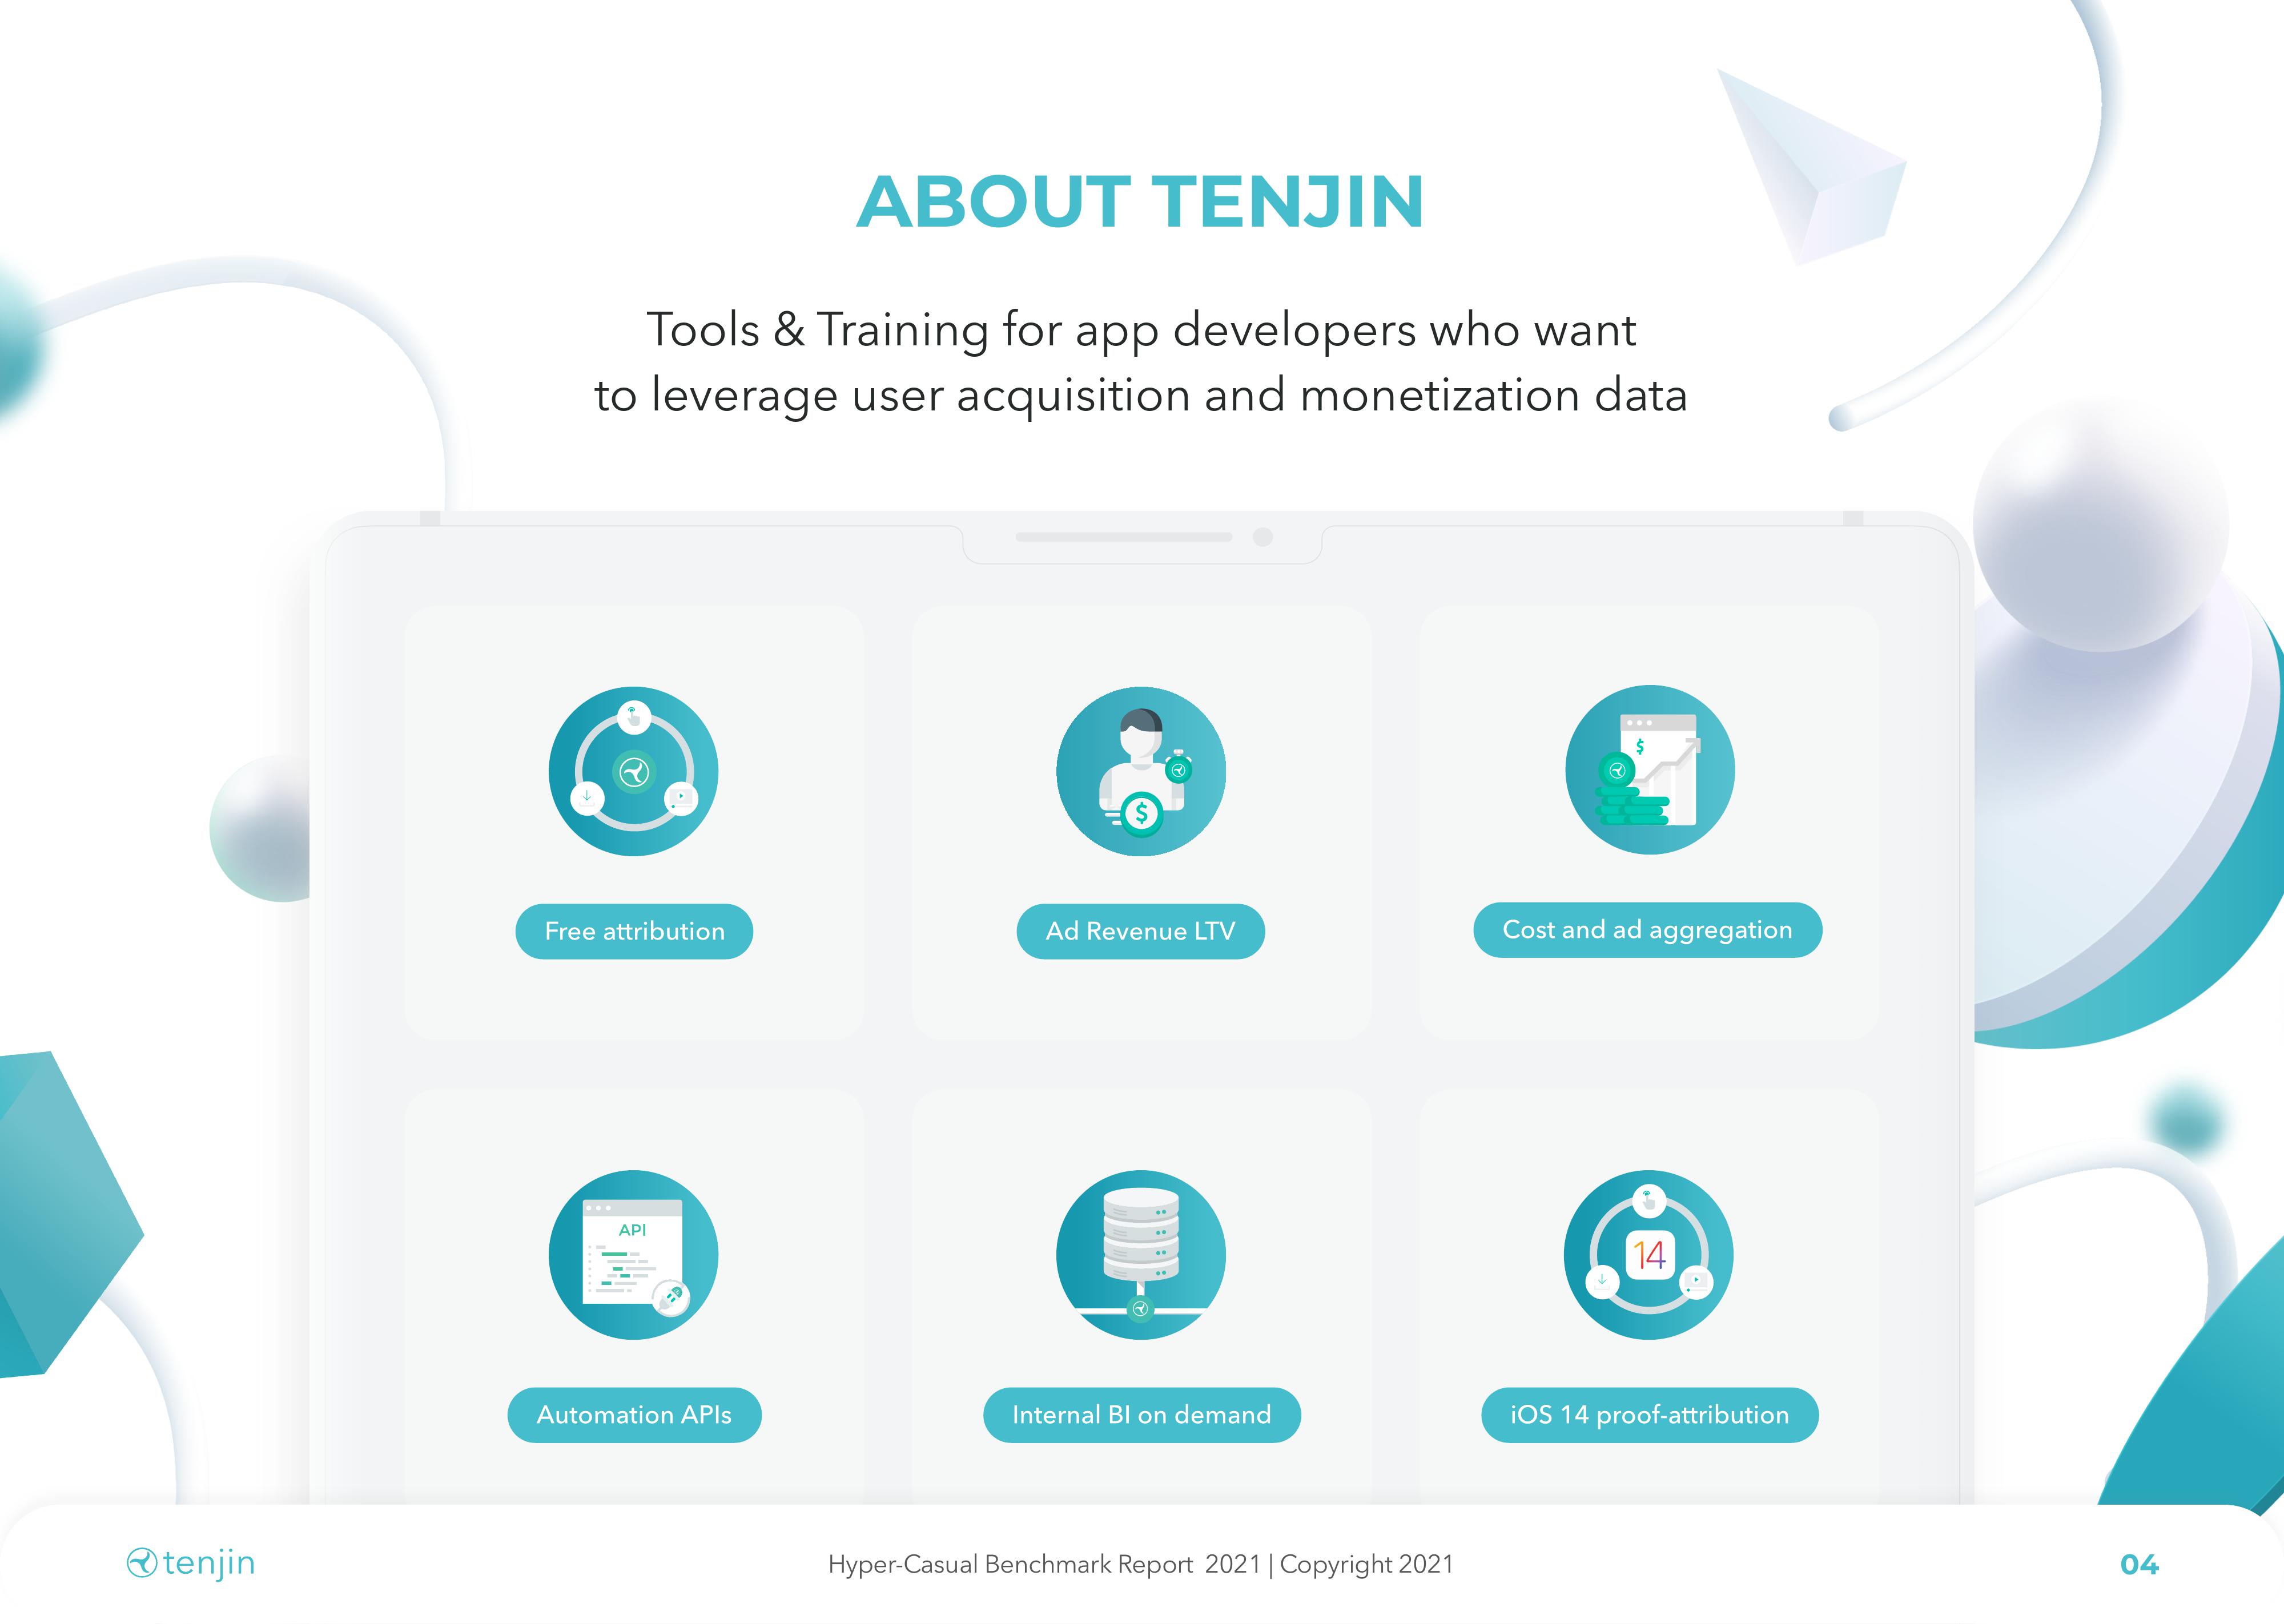 ABOUT TENJIN
Tools & Training for app developers who want
to leverage user acquisition and monetization data
$
$
Free attribution
Ad Revenue LTV
Cost and ad aggregation
API
14
Automation APIs
Internal BI on demand
iOS 14 proof-attribution
tenjin
Hyper-Casual Benchmark Report 2021 | Copyright 2021
04